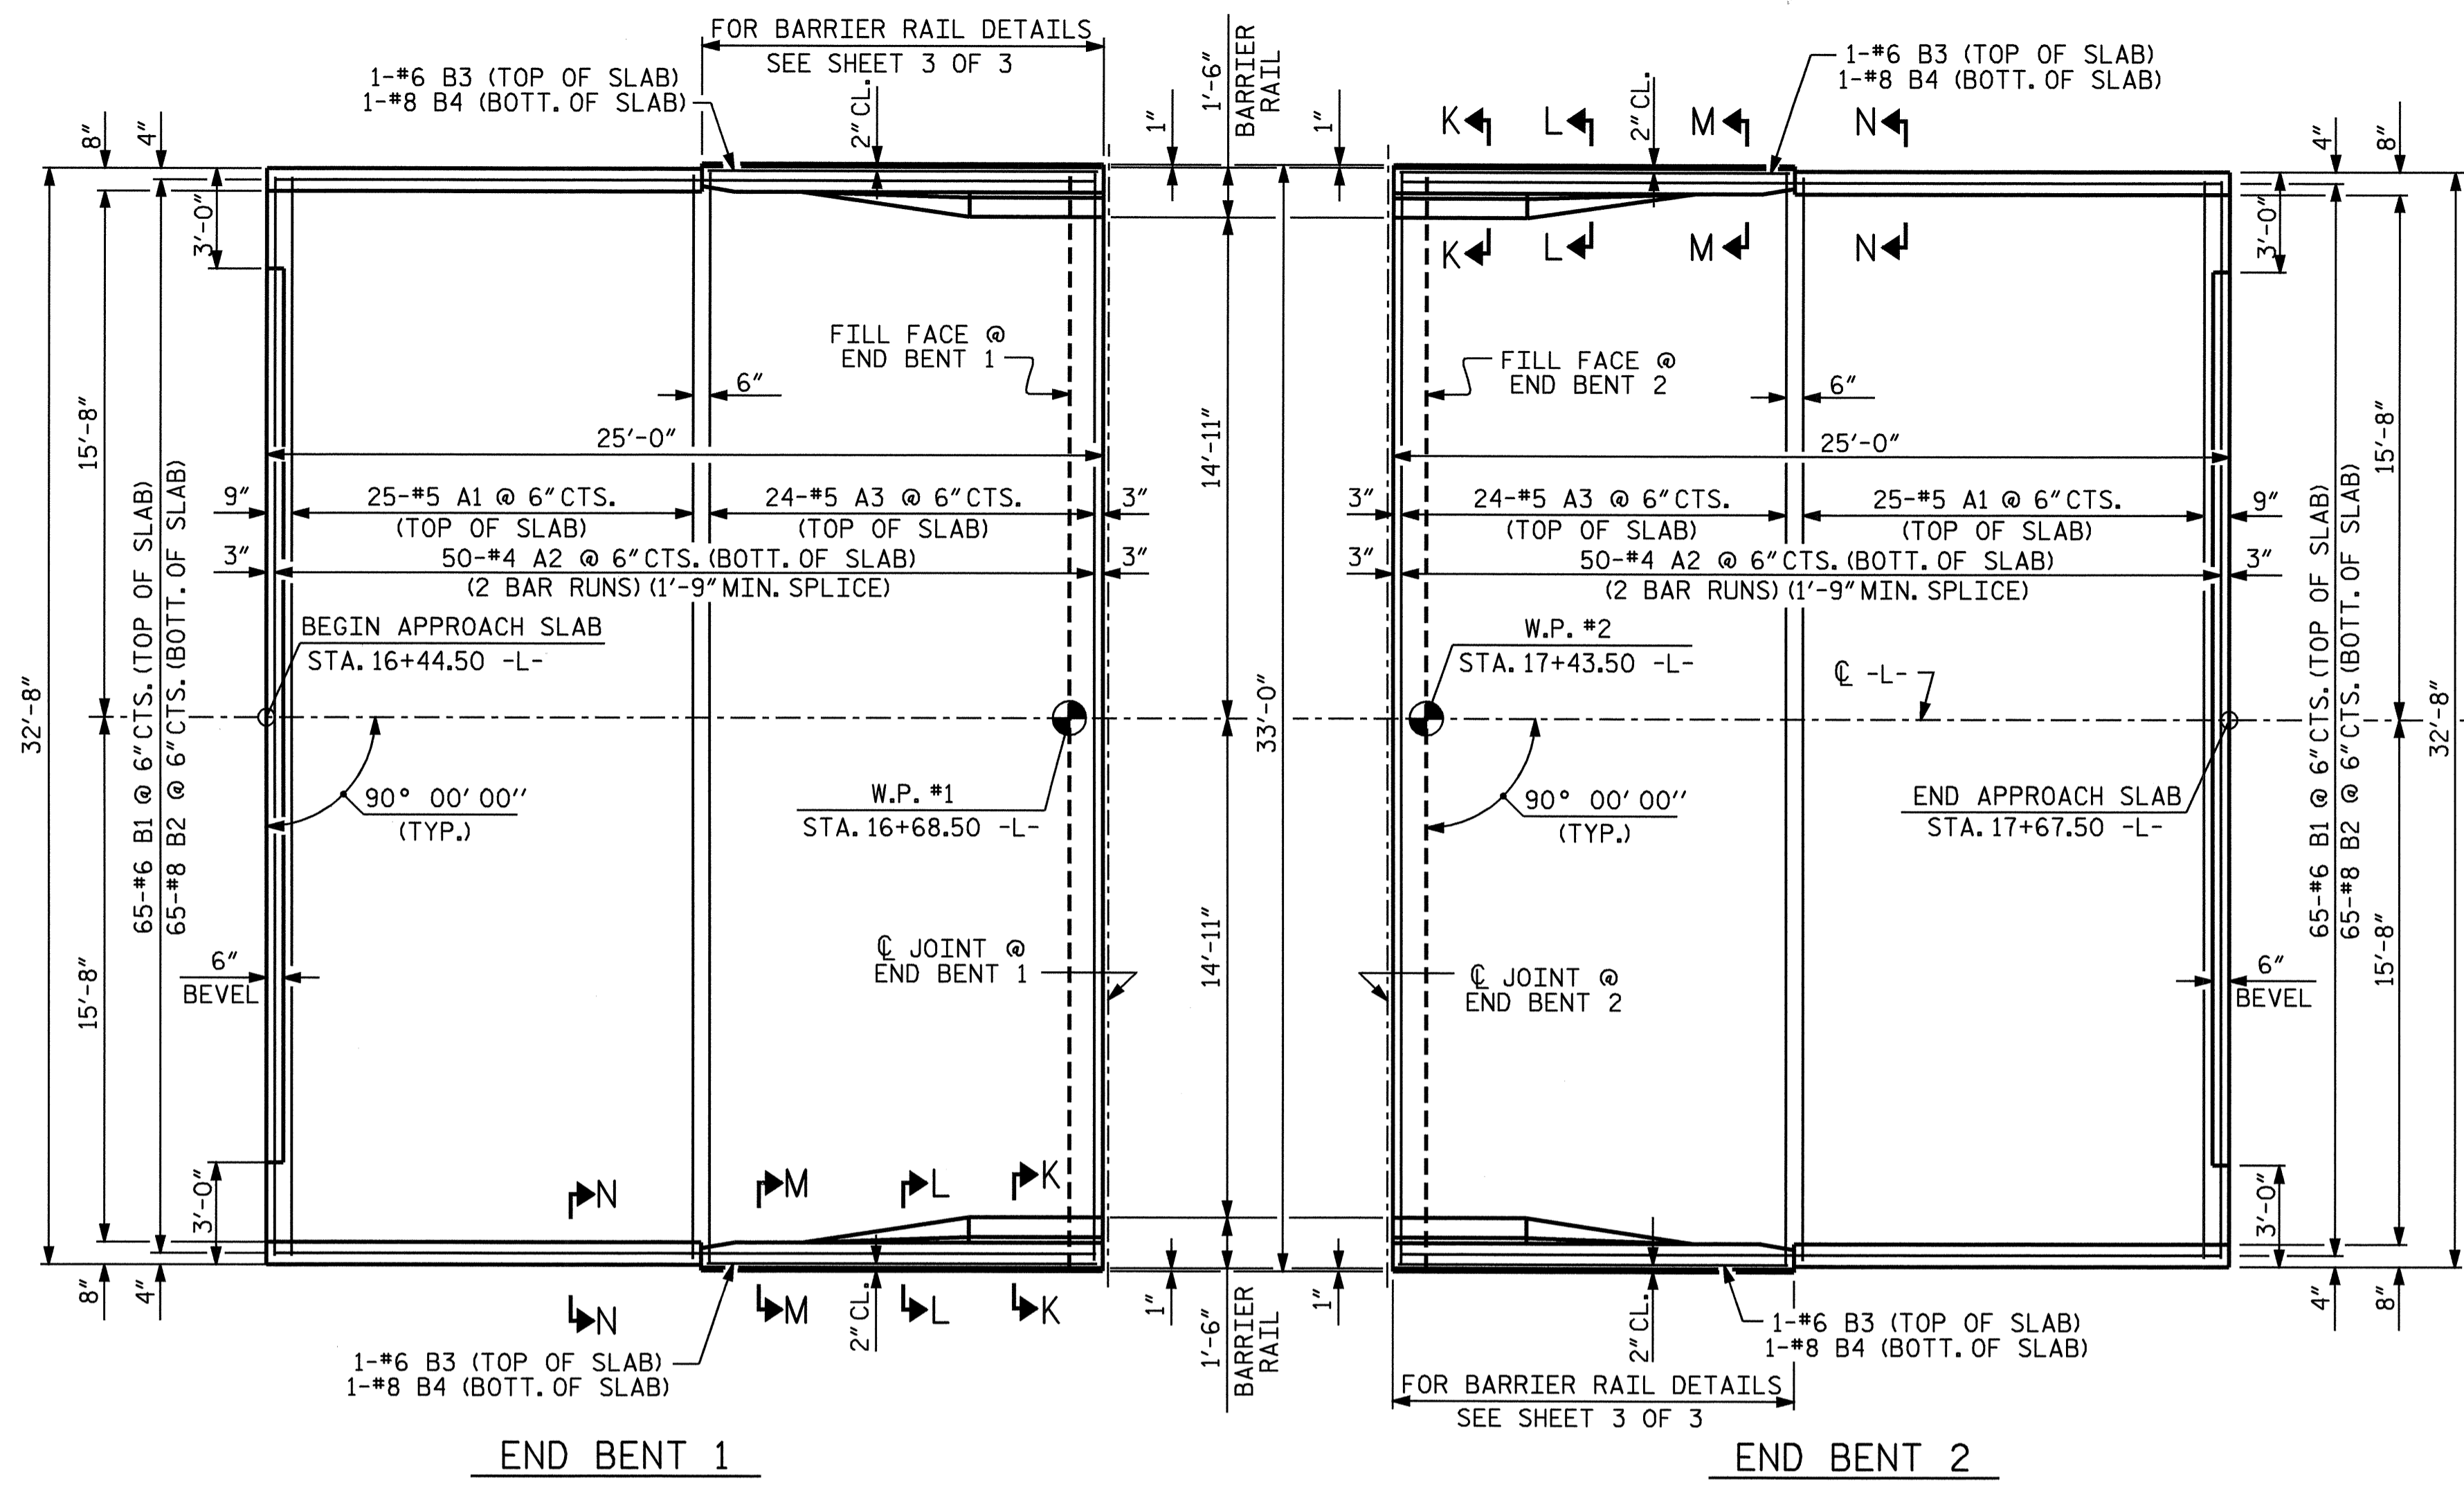 FOR BARRIER RAIL DETAILS
SEE SHEET 3 OF 3
1-#6 B3 (TOP OF SLAB)
1-#8 B4 (BOTT. OF SLAB)
2" CL.
8"
4"
3'-0"
15'-8"
32'-8"
65-#6 B1 @ 6" CTS. (TOP OF SLAB)
65-#8 B2 @ 6" CTS. (BOTT. OF SLAB)
FILL FACE @
END BENT 1
6"
25'-0"
9"
25-#5 A1 @ 6" CTS.
(TOP OF SLAB)
24-#5 A3 @ 6" CTS.
(TOP OF SLAB)
3"
3"
50-#4 A2 @ 6" CTS. (BOTT. OF SLAB)
(2 BAR RUNS) (1'-9" MIN. SPLICE)
3"
BEGIN APPROACH SLAB
STA. 16+44.50 -L-
90° 00' 00"
(TYP.)
W.P. #1
STA. 16+68.50 -L-
℄ JOINT @
END BENT 1
6"
BEVEL
15'-8"
3'-0"
8"
4"
N
M
L
K
N
M
L
K
2" CL.
1-#6 B3 (TOP OF SLAB)
1-#8 B4 (BOTT. OF SLAB)
END BENT 1
1"
1'-6"
BARRIER
RAIL
1"
14'-11"
33'-0"
14'-11"
1"
1'-6"
BARRIER
RAIL
1"
1-#6 B3 (TOP OF SLAB)
1-#8 B4 (BOTT. OF SLAB)
K
L
2" CL.
M
N
K
L
M
N
4"
8"
3'-0"
FILL FACE @
END BENT 2
6"
25'-0"
3"
24-#5 A3 @ 6" CTS.
(TOP OF SLAB)
25-#5 A1 @ 6" CTS.
(TOP OF SLAB)
9"
3"
50-#4 A2 @ 6" CTS. (BOTT. OF SLAB)
(2 BAR RUNS) (1'-9" MIN. SPLICE)
3"
W.P. #2
STA. 17+43.50 -L-
℄ -L-
90° 00' 00"
(TYP.)
END APPROACH SLAB
STA. 17+67.50 -L-
65-#6 B1 @ 6" CTS. (TOP OF SLAB)
65-#8 B2 @ 6" CTS. (BOTT. OF SLAB)
15'-8"
32'-8"
15'-8"
℄ JOINT @
END BENT 2
6"
BEVEL
3'-0"
4"
8"
2" CL.
1-#6 B3 (TOP OF SLAB)
1-#8 B4 (BOTT. OF SLAB)
FOR BARRIER RAIL DETAILS
SEE SHEET 3 OF 3
END BENT 2